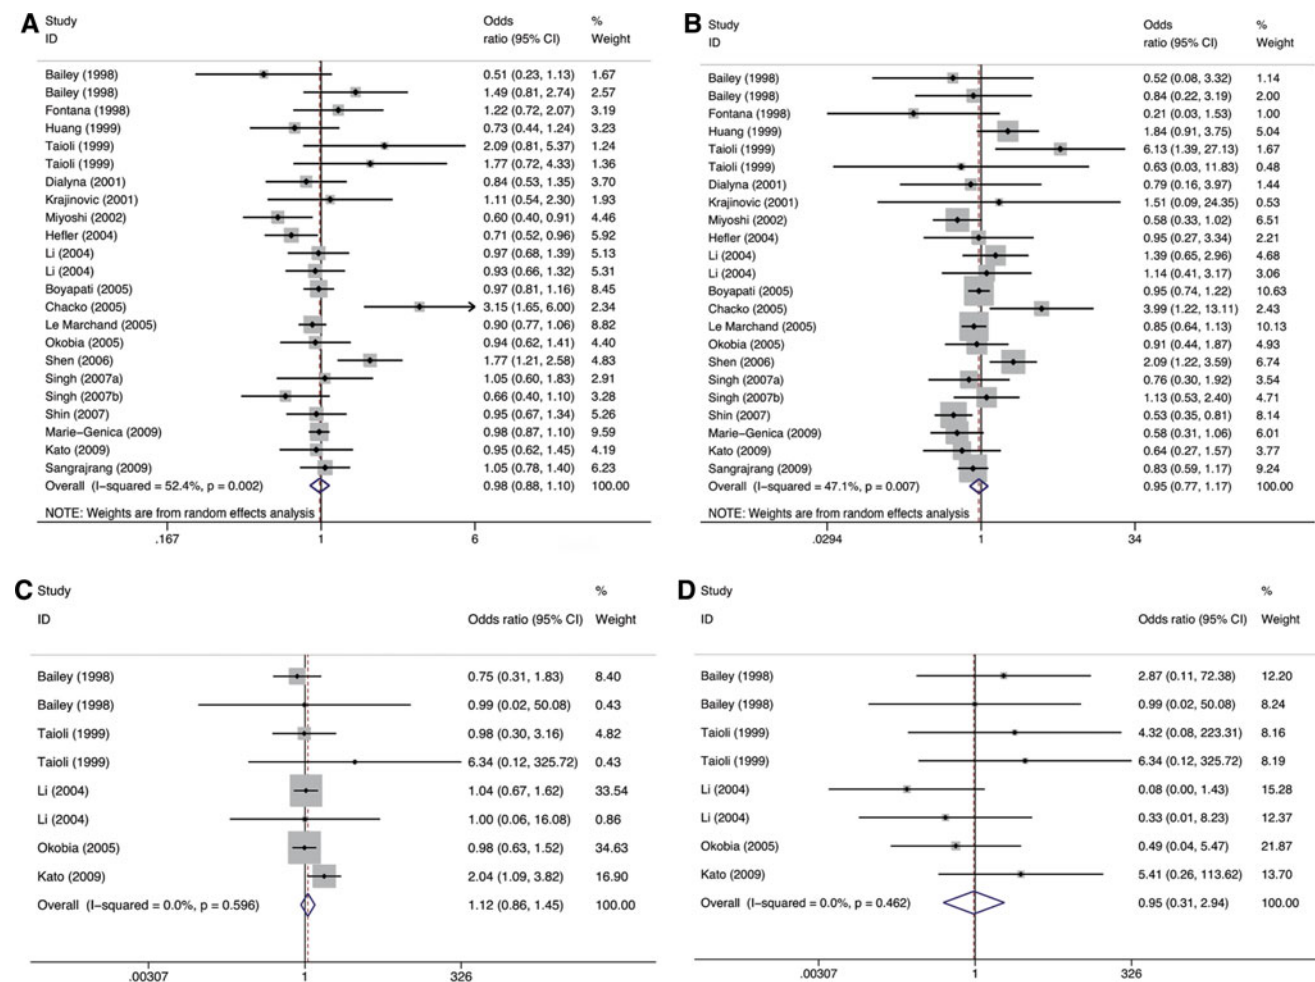 A Study Odds %
ID ratio (95% CI) Weight
Bailey (1998) 0.51 (0.23, 1.13) 1.67
Bailey (1998) 1.49 (0.81, 2.74) 2.57
Fontana (1998) 1.22 (0.72, 2.07) 3.19
Huang (1999) 0.73 (0.44, 1.24) 3.23
Taioli (1999) 2.09 (0.81, 5.37) 1.24
Taioli (1999) 1.77 (0.72, 4.33) 1.36
Dialyna (2001) 0.84 (0.53, 1.35) 3.70
Krajinovic (2001) 1.11 (0.54, 2.30) 1.93
Miyoshi (2002) 0.60 (0.40, 0.91) 4.46
Hefler (2004) 0.71 (0.52, 0.96) 5.92
Li (2004) 0.97 (0.68, 1.39) 5.13
Li (2004) 0.93 (0.66, 1.32) 5.31
Boyapati (2005) 0.97 (0.81, 1.16) 8.45
Chacko (2005) 3.15 (1.65, 6.00) 2.34
Le Marchand (2005) 0.90 (0.77, 1.06) 8.82
Okobia (2005) 0.94 (0.62, 1.41) 4.40
Shen (2006) 1.77 (1.21, 2.58) 4.83
Singh (2007a) 1.05 (0.60, 1.83) 2.91
Singh (2007b) 0.66 (0.40, 1.10) 3.28
Shin (2007) 0.95 (0.67, 1.34) 5.26
Marie-Genica (2009) 0.98 (0.87, 1.10) 9.59
Kato (2009) 0.95 (0.62, 1.45) 4.19
Sangrajrang (2009) 1.05 (0.78, 1.40) 6.23
Overall (I-squared = 52.4%, p = 0.002) 0.98 (0.88, 1.10) 100.00
NOTE: Weights are from random effects analysis
.167 1 6
B Study Odds %
ID ratio (95% CI) Weight
Bailey (1998) 0.52 (0.08, 3.32) 1.14
Bailey (1998) 0.84 (0.22, 3.19) 2.00
Fontana (1998) 0.21 (0.03, 1.53) 1.00
Huang (1999) 1.84 (0.91, 3.75) 5.04
Taioli (1999) 6.13 (1.39, 27.13) 1.67
Taioli (1999) 0.63 (0.03, 11.83) 0.48
Dialyna (2001) 0.79 (0.16, 3.97) 1.44
Krajinovic (2001) 1.51 (0.09, 24.35) 0.53
Miyoshi (2002) 0.58 (0.33, 1.02) 6.51
Hefler (2004) 0.95 (0.27, 3.34) 2.21
Li (2004) 1.39 (0.65, 2.96) 4.68
Li (2004) 1.14 (0.41, 3.17) 3.06
Boyapati (2005) 0.95 (0.74, 1.22) 10.63
Chacko (2005) 3.99 (1.22, 13.11) 2.43
Le Marchand (2005) 0.85 (0.64, 1.13) 10.13
Okobia (2005) 0.91 (0.44, 1.87) 4.93
Shen (2006) 2.09 (1.22, 3.59) 6.74
Singh (2007a) 0.76 (0.30, 1.92) 3.54
Singh (2007b) 1.13 (0.53, 2.40) 4.71
Shin (2007) 0.53 (0.35, 0.81) 8.14
Marie-Genica (2009) 0.58 (0.31, 1.06) 6.01
Kato (2009) 0.64 (0.27, 1.57) 3.77
Sangrajrang (2009) 0.83 (0.59, 1.17) 9.24
Overall (I-squared = 47.1%, p = 0.007) 0.95 (0.77, 1.17) 100.00
NOTE: Weights are from random effects analysis
.0294 1 34
C Study %
ID Odds ratio (95% CI) Weight
Bailey (1998) 0.75 (0.31, 1.83) 8.40
Bailey (1998) 0.99 (0.02, 50.08) 0.43
Taioli (1999) 0.98 (0.30, 3.16) 4.82
Taioli (1999) 6.34 (0.12, 325.72) 0.43
Li (2004) 1.04 (0.67, 1.62) 33.54
Li (2004) 1.00 (0.06, 16.08) 0.86
Okobia (2005) 0.98 (0.63, 1.52) 34.63
Kato (2009) 2.04 (1.09, 3.82) 16.90
Overall (I-squared = 0.0%, p = 0.596) 1.12 (0.86, 1.45) 100.00
.00307 1 326
D Study %
ID Odds ratio (95% CI) Weight
Bailey (1998) 2.87 (0.11, 72.38) 12.20
Bailey (1998) 0.99 (0.02, 50.08) 8.24
Taioli (1999) 4.32 (0.08, 223.31) 8.16
Taioli (1999) 6.34 (0.12, 325.72) 8.19
Li (2004) 0.08 (0.00, 1.43) 15.28
Li (2004) 0.33 (0.01, 8.23) 12.37
Okobia (2005) 0.49 (0.04, 5.47) 21.87
Kato (2009) 5.41 (0.26, 113.62) 13.70
Overall (I-squared = 0.0%, p = 0.462) 0.95 (0.31, 2.94) 100.00
.00307 1 326